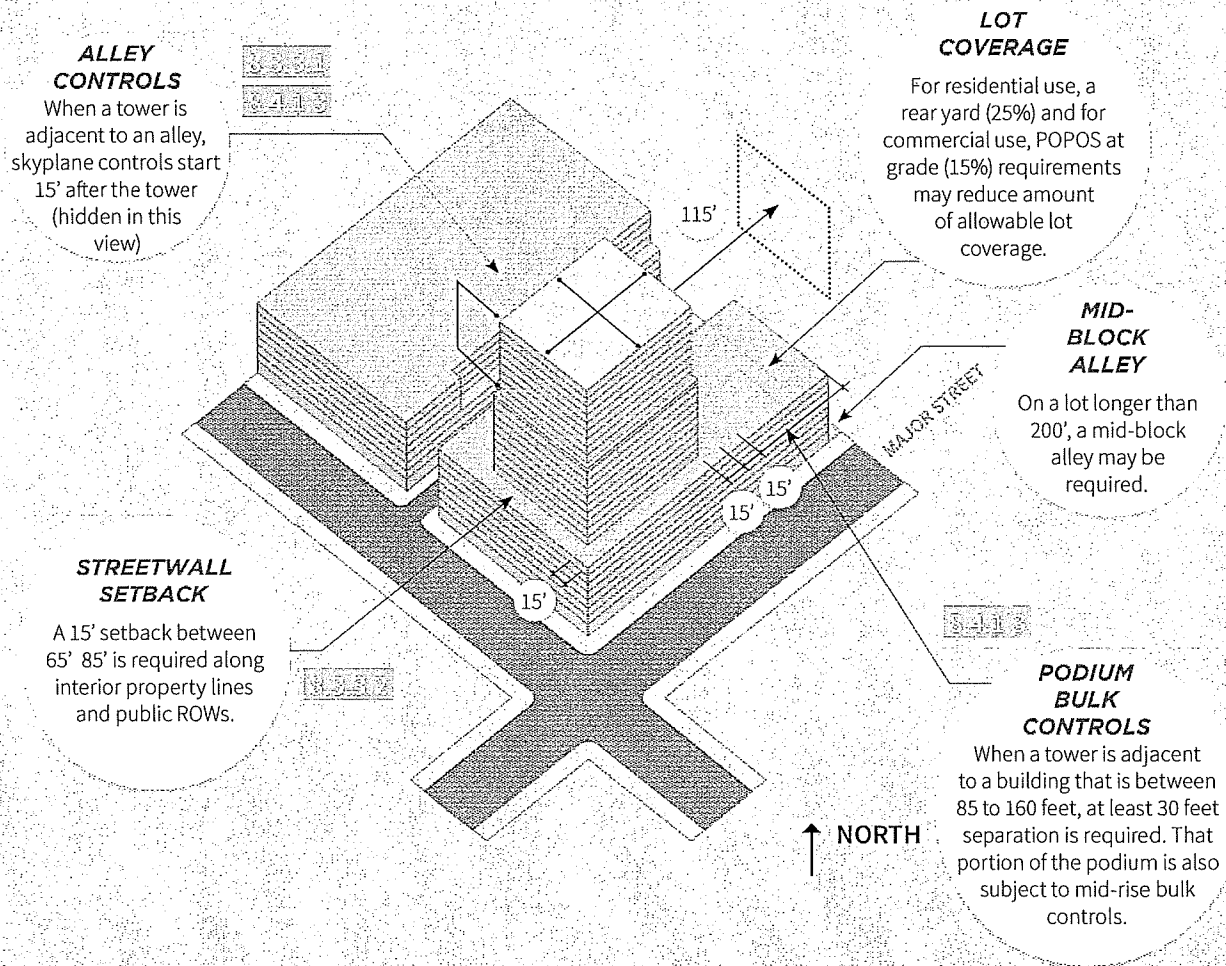 ALLEY
CONTROLS
When a tower is
adjacent to an alley,
skyplane controls start
15’ after the tower
(hidden in this
view)
LOT
COVERAGE
For residential use, a
rear yard (25%) and for
commercial use, POPOS at
grade (15%) requirements
may reduce amount
of allowable lot
coverage.
115’
MID-
BLOCK
ALLEY
On a lot longer than
200’, a mid-block
alley may be
required.
MAJOR STREET
15’
15’
15’
STREETWALL
SETBACK
A 15’ setback between
65’ 85’ is required along
interior property lines
and public ROWs.
PODIUM
BULK
CONTROLS
When a tower is adjacent
to a building that is between
85 to 160 feet, at least 30 feet
separation is required. That
portion of the podium is also
subject to mid-rise bulk
controls.
NORTH